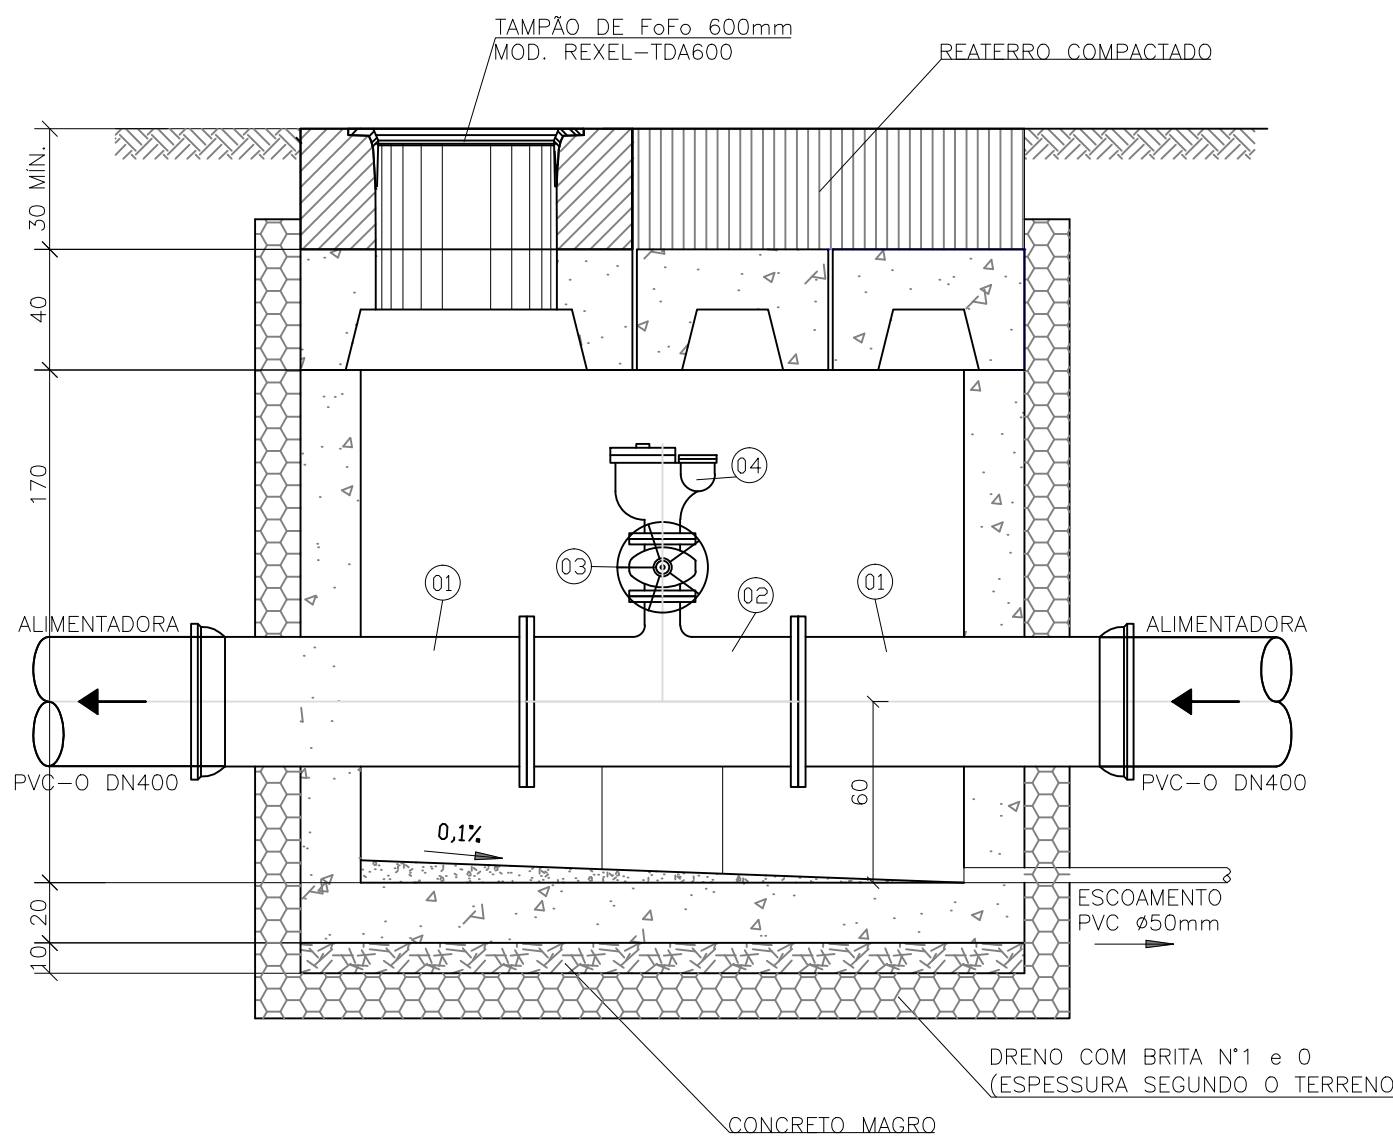 TAMPÃO DE FoFo 600mm
MOD. REXEL-TDA600
REATERRO COMPACTADO
30 MÍN.
40
170
04
03
01
02
01
ALIMENTADORA
ALIMENTADORA
PVC-O DN400
PVC-O DN400
60
0,1%
20
10
ESCOAMENTO
PVC ø50mm
DRENO COM BRITA N°1 e 0
(ESPESSURA SEGUNDO O TERRENO
CONCRETO MAGRO